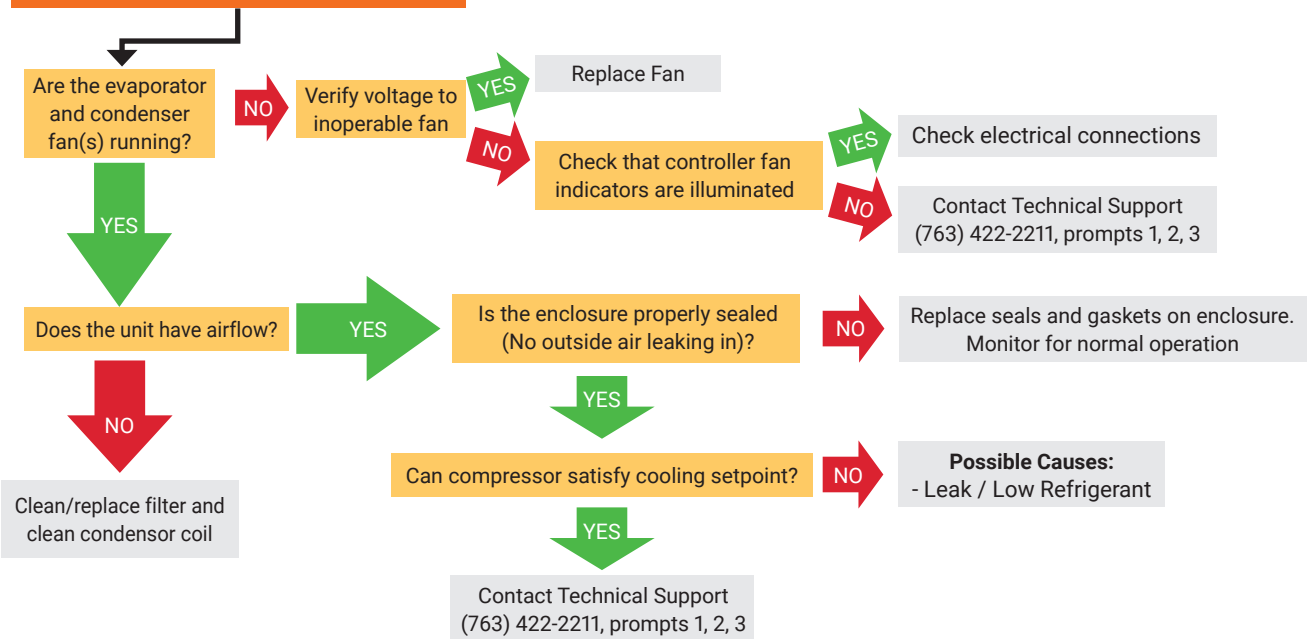 Are the evaporator
and condenser
fan(s) running?
NO
Verify voltage to
inoperable fan
YES
Replace Fan
NO
Check that controller fan
indicators are illuminated
YES
Check electrical connections
NO
Contact Technical Support
(763) 422-2211, prompts 1, 2, 3
YES
Does the unit have airflow?
YES
Is the enclosure properly sealed
(No outside air leaking in)?
NO
Replace seals and gaskets on enclosure.
Monitor for normal operation
NO
Clean/replace filter and
clean condensor coil
YES
Can compressor satisfy cooling setpoint?
NO
Possible Causes:
- Leak / Low Refrigerant
YES
Contact Technical Support
(763) 422-2211, prompts 1, 2, 3